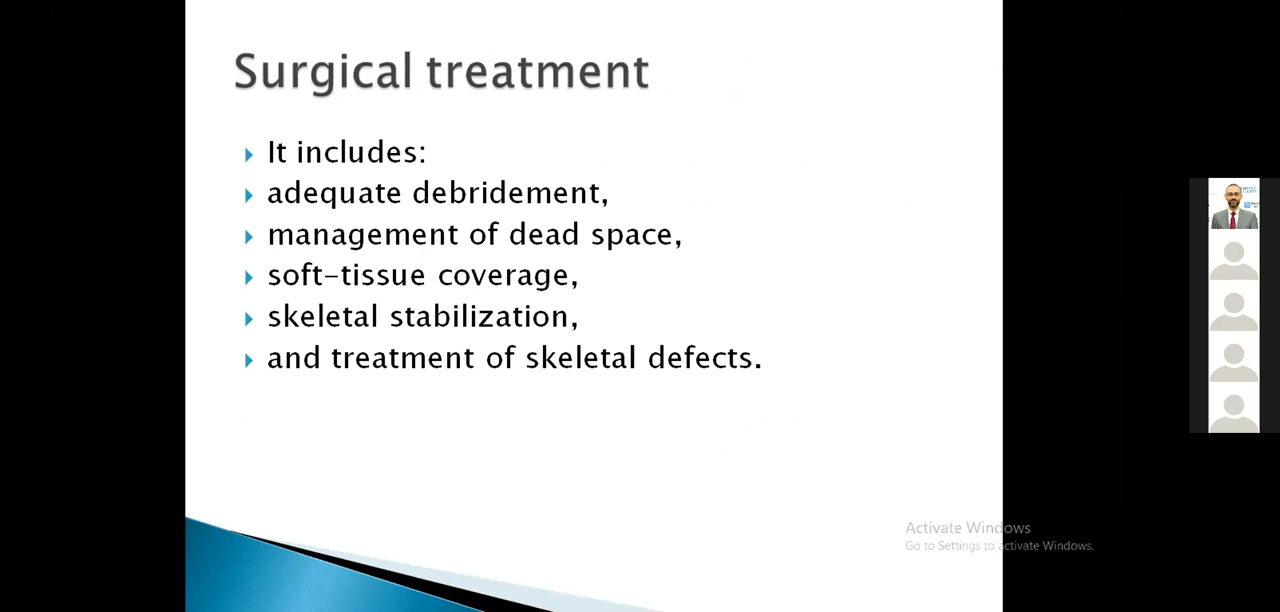 Surgical treatment
It includes:
adequate debridement,
management of dead space,
soft-tissue coverage,
skeletal stabilization,
and treatment of skeletal defects.
Activate Windows
Go to Settings to activate Windows.